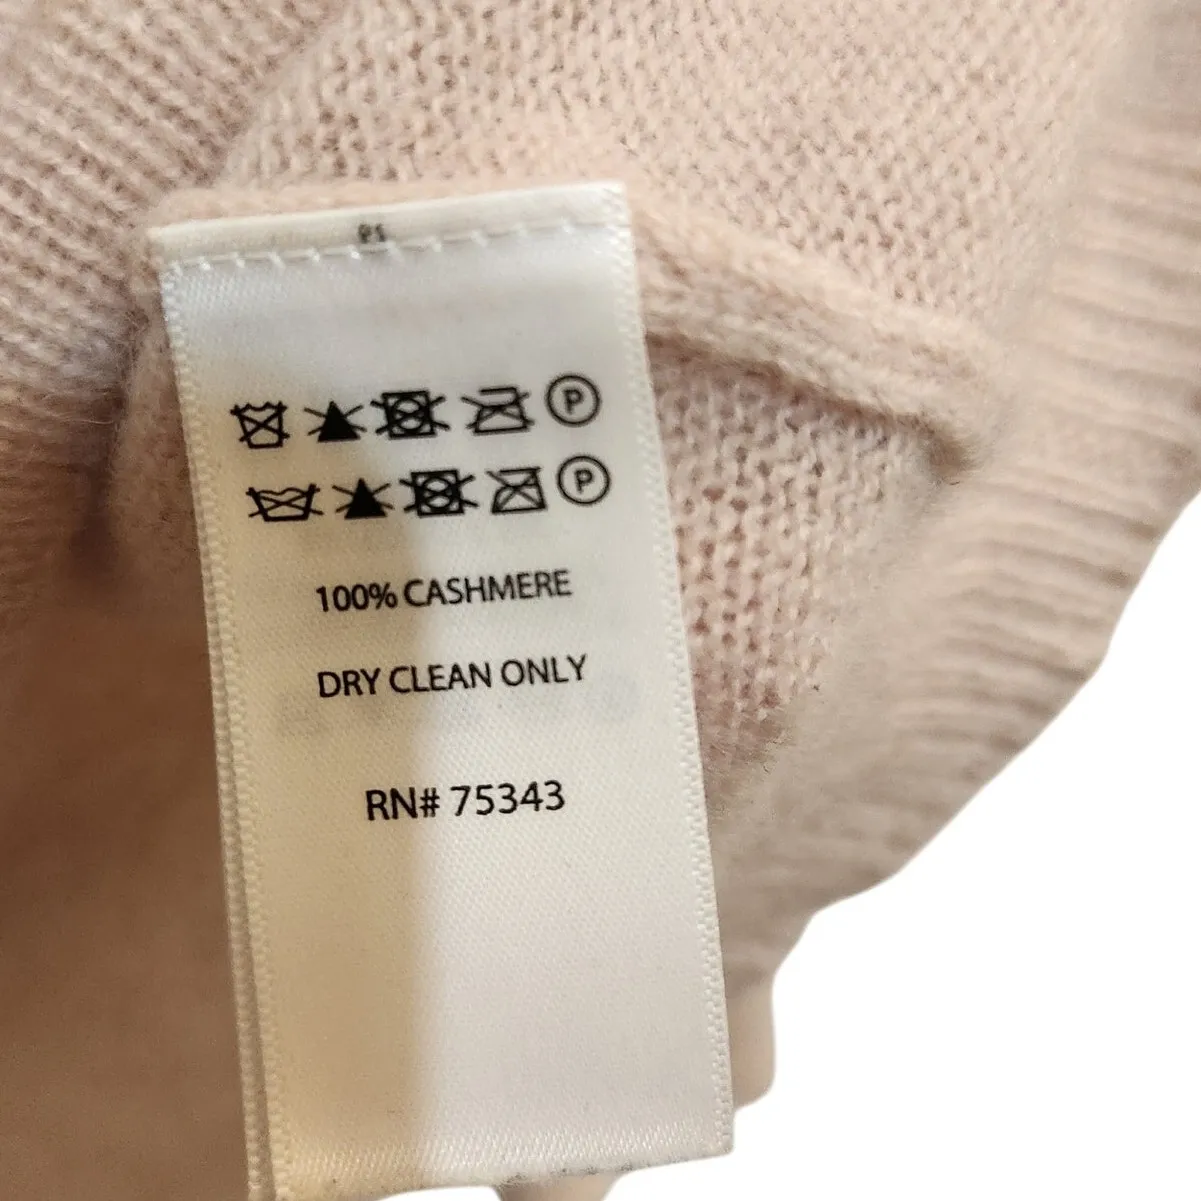 P
P
100% CASHMERE
DRY CLEAN ONLY
RN# 75343